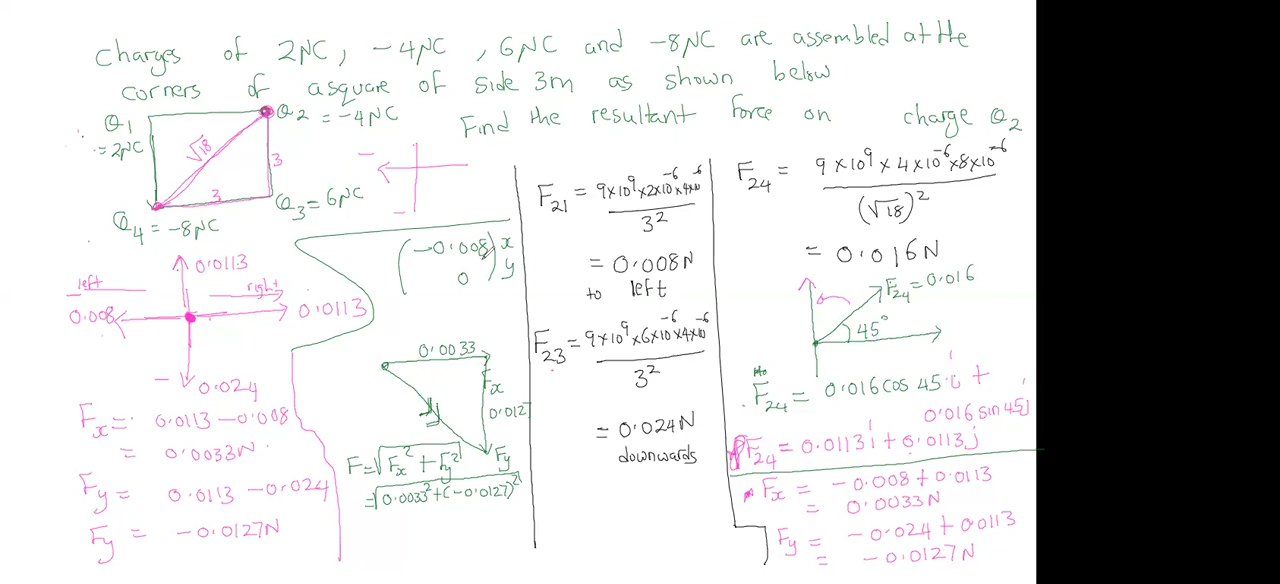 Charges of 2µC, -4µC, 6µC and -8µC are assembled at the
corners of a square of side 3m as shown below
Find the resultant force on charge Q2
Q1
= 2µC
Q2 = -4µC
√18
3
3
Q3 = 6µC
Q4 = -8µC
-
-
left
right
0.0113
0.008
0.0113
- 0.024
Fx = 0.0113 - 0.008
= 0.0033N
Fy = 0.0113 - 0.024
Fy = -0.0127N
(-0.008) x
( 0 ) y
0.0033
Fx
0.0127
Fy
F = √Fx² + Fy²
= √0.0033² + (-0.0127)²
F21 = 9×10⁹×2×10⁻⁶×4×10⁻⁶
3²
= 0.008N
to left
F23 = 9×10⁹×6×10⁻⁶×4×10⁻⁶
3²
= 0.024N
downwards
F24 = 9×10⁹×4×10⁻⁶×8×10⁻⁶
(√18)²
= 0.016N
F24 = 0.016
45°
F24 = 0.016 cos 45 i +
0.016 sin 45 j
F24 = 0.0113i + 0.0113j
Fx = -0.008 + 0.0113
= 0.0033N
Fy = -0.024 + 0.0113
= -0.0127N